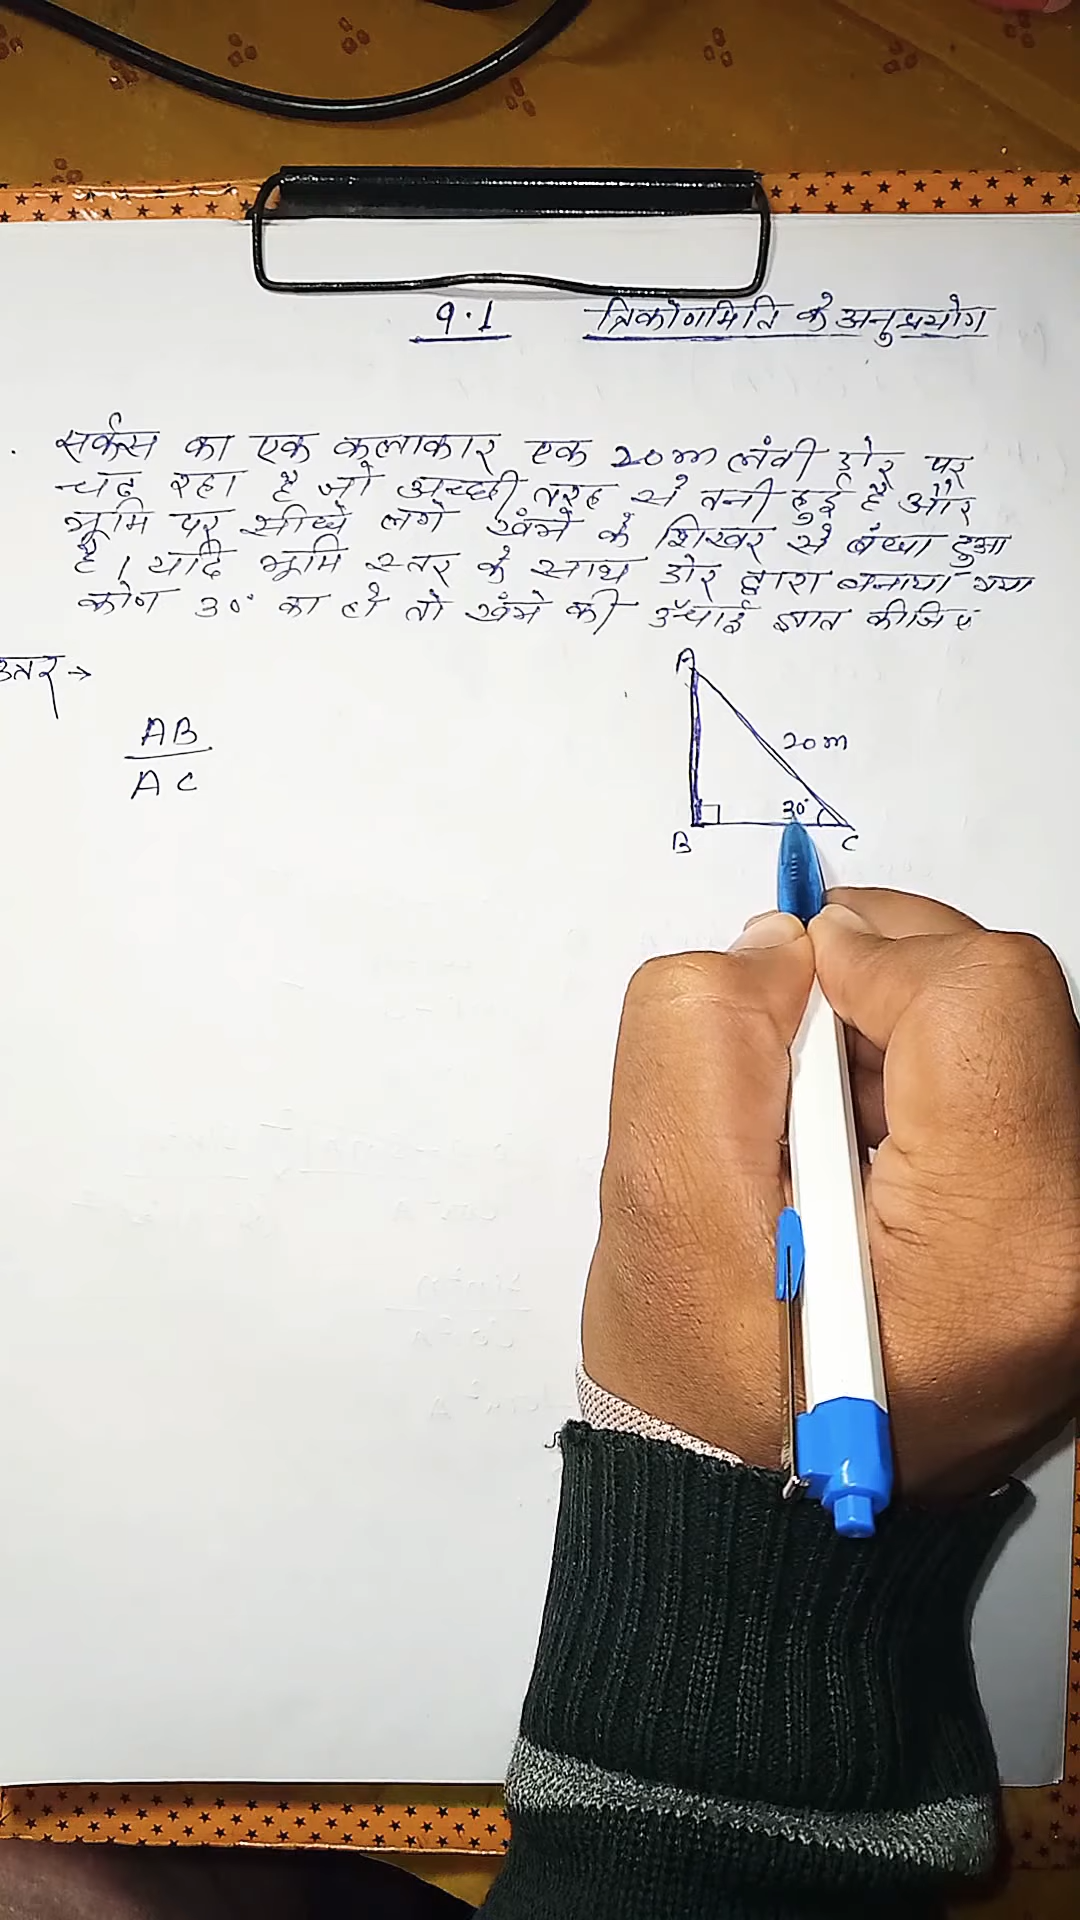 9.1 त्रिकोणमिति के अनुप्रयोग
सर्कस का एक कलाकार एक 20m लंबी डोर पर
चढ रहा है जो अच्छी तरह से तनी हुई है और
भूमि पर सीधे लगे खंभे के शिखर से बंधा हुआ
है। यदि भूमि स्तर के साथ डोर द्वारा बनाया गया
कोण 30° का हो तो खंभे की ऊँचाई ज्ञात कीजिए
उत्तर →
AB
AC
A
20m
30°
B
C